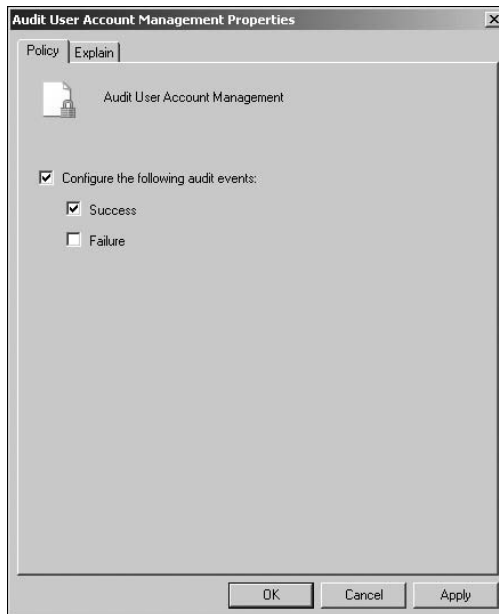 Audit User Account Management Properties
Policy Explain
Audit User Account Management
Configure the following audit events:
Success
Failure
OK Cancel Apply